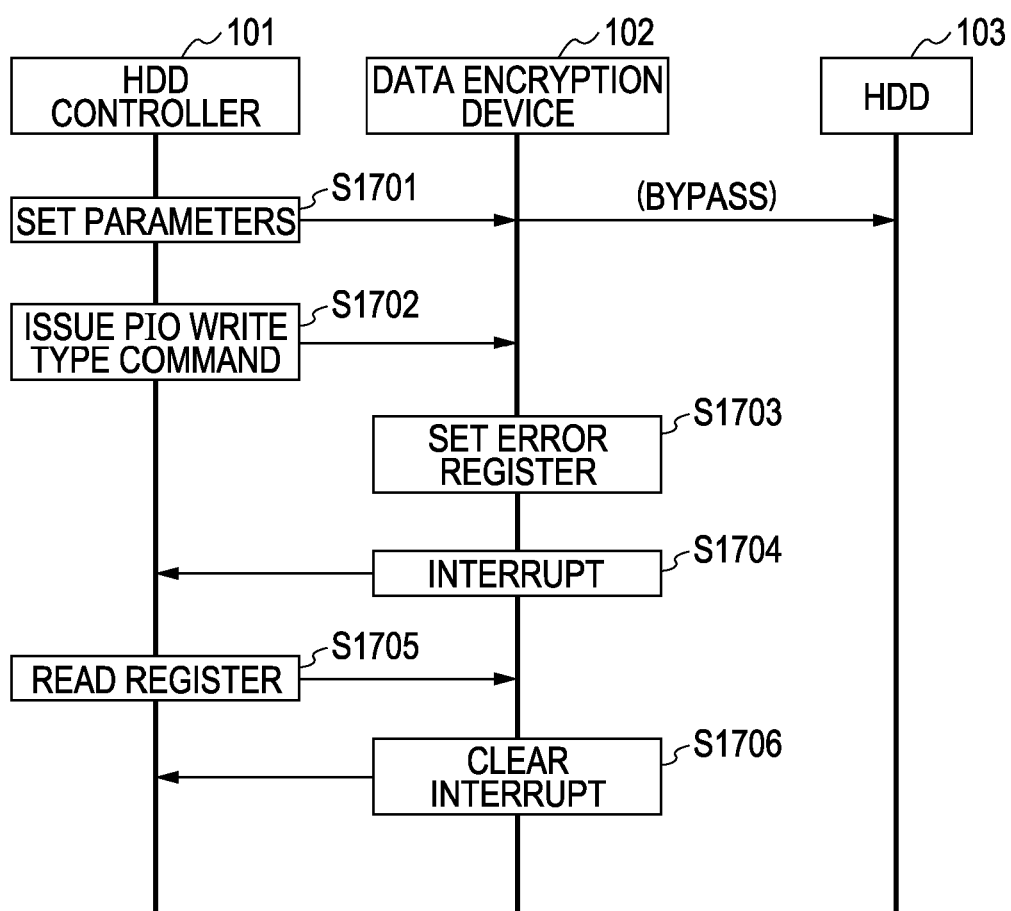 101
102
103
HDD
CONTROLLER
DATA ENCRYPTION
DEVICE
HDD
S1701
SET PARAMETERS
(BYPASS)
S1702
ISSUE PIO WRITE
TYPE COMMAND
S1703
SET ERROR
REGISTER
S1704
INTERRUPT
S1705
READ REGISTER
S1706
CLEAR
INTERRUPT